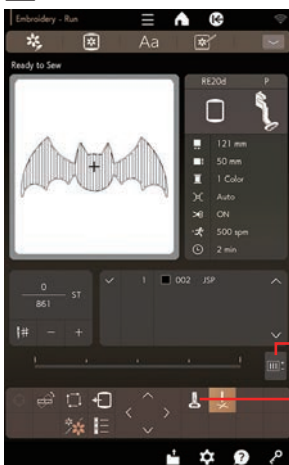 Embroidery - Run
Aa
Ready to Sew
RE20d P
121 mm
50 mm
1 Color
Auto
ON
500 spm
2 min
0
861 ST
1 002 JSP
#
- +
?